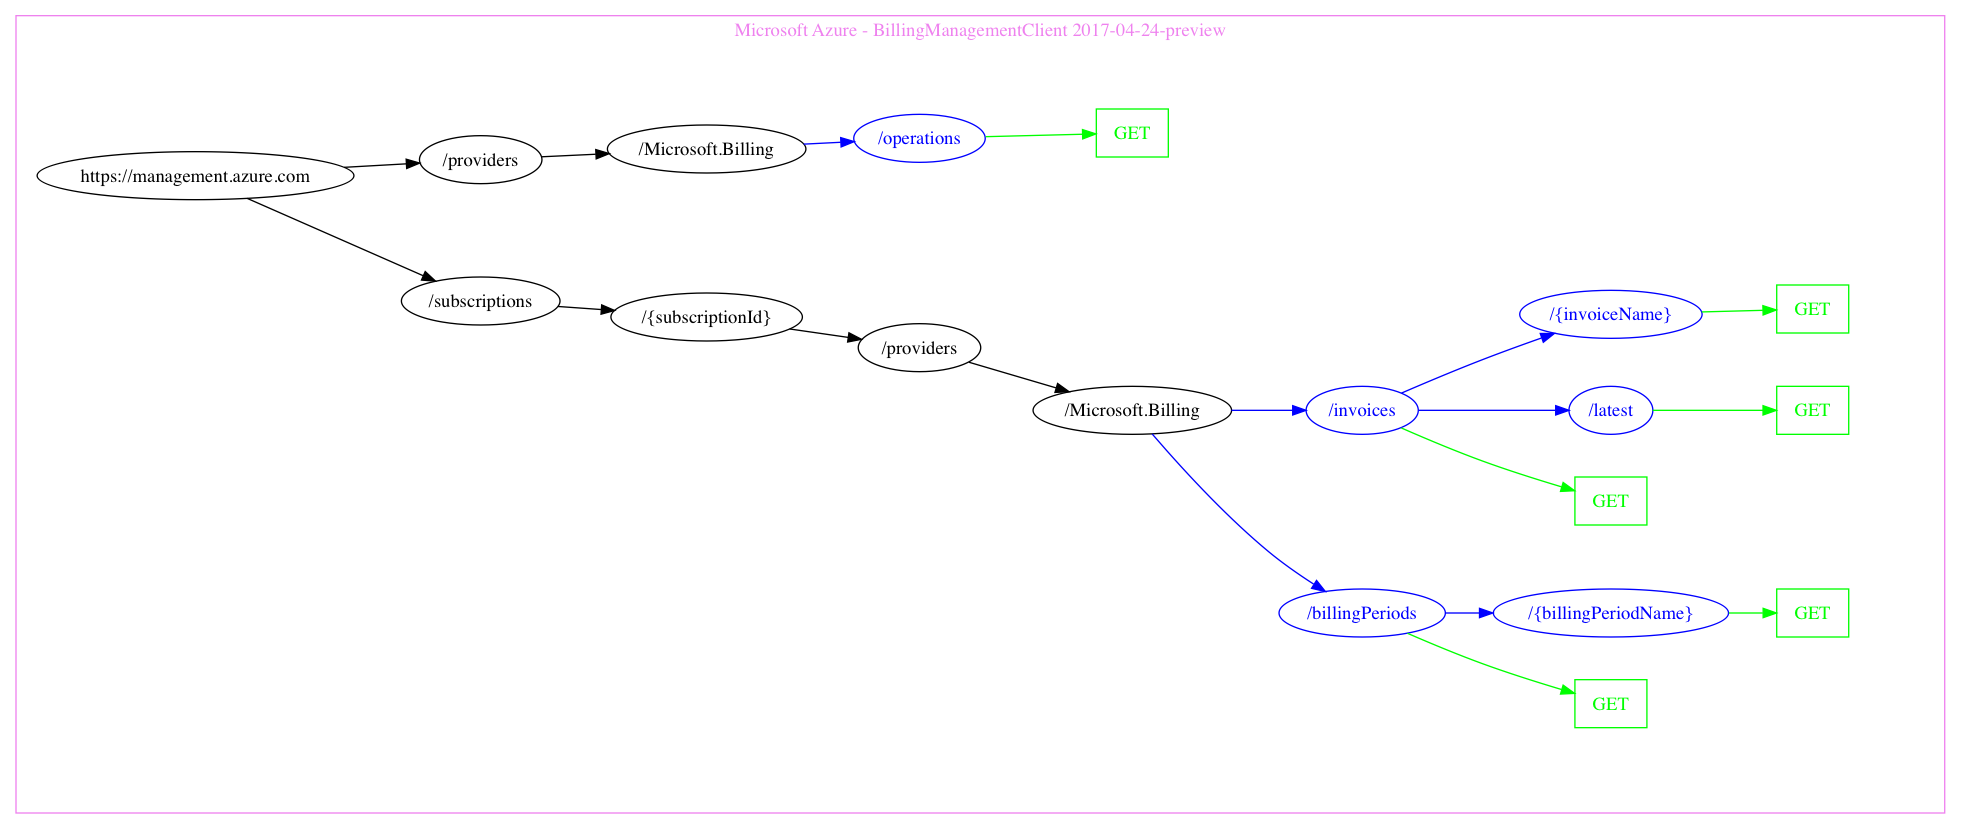 Microsoft Azure - BillingManagementClient 2017-04-24-preview
https://management.azure.com
/providers
/Microsoft.Billing
/operations
GET
/subscriptions
/{subscriptionId}
/providers
/Microsoft.Billing
/invoices
/{invoiceName}
GET
/latest
GET
GET
/billingPeriods
/{billingPeriodName}
GET
GET